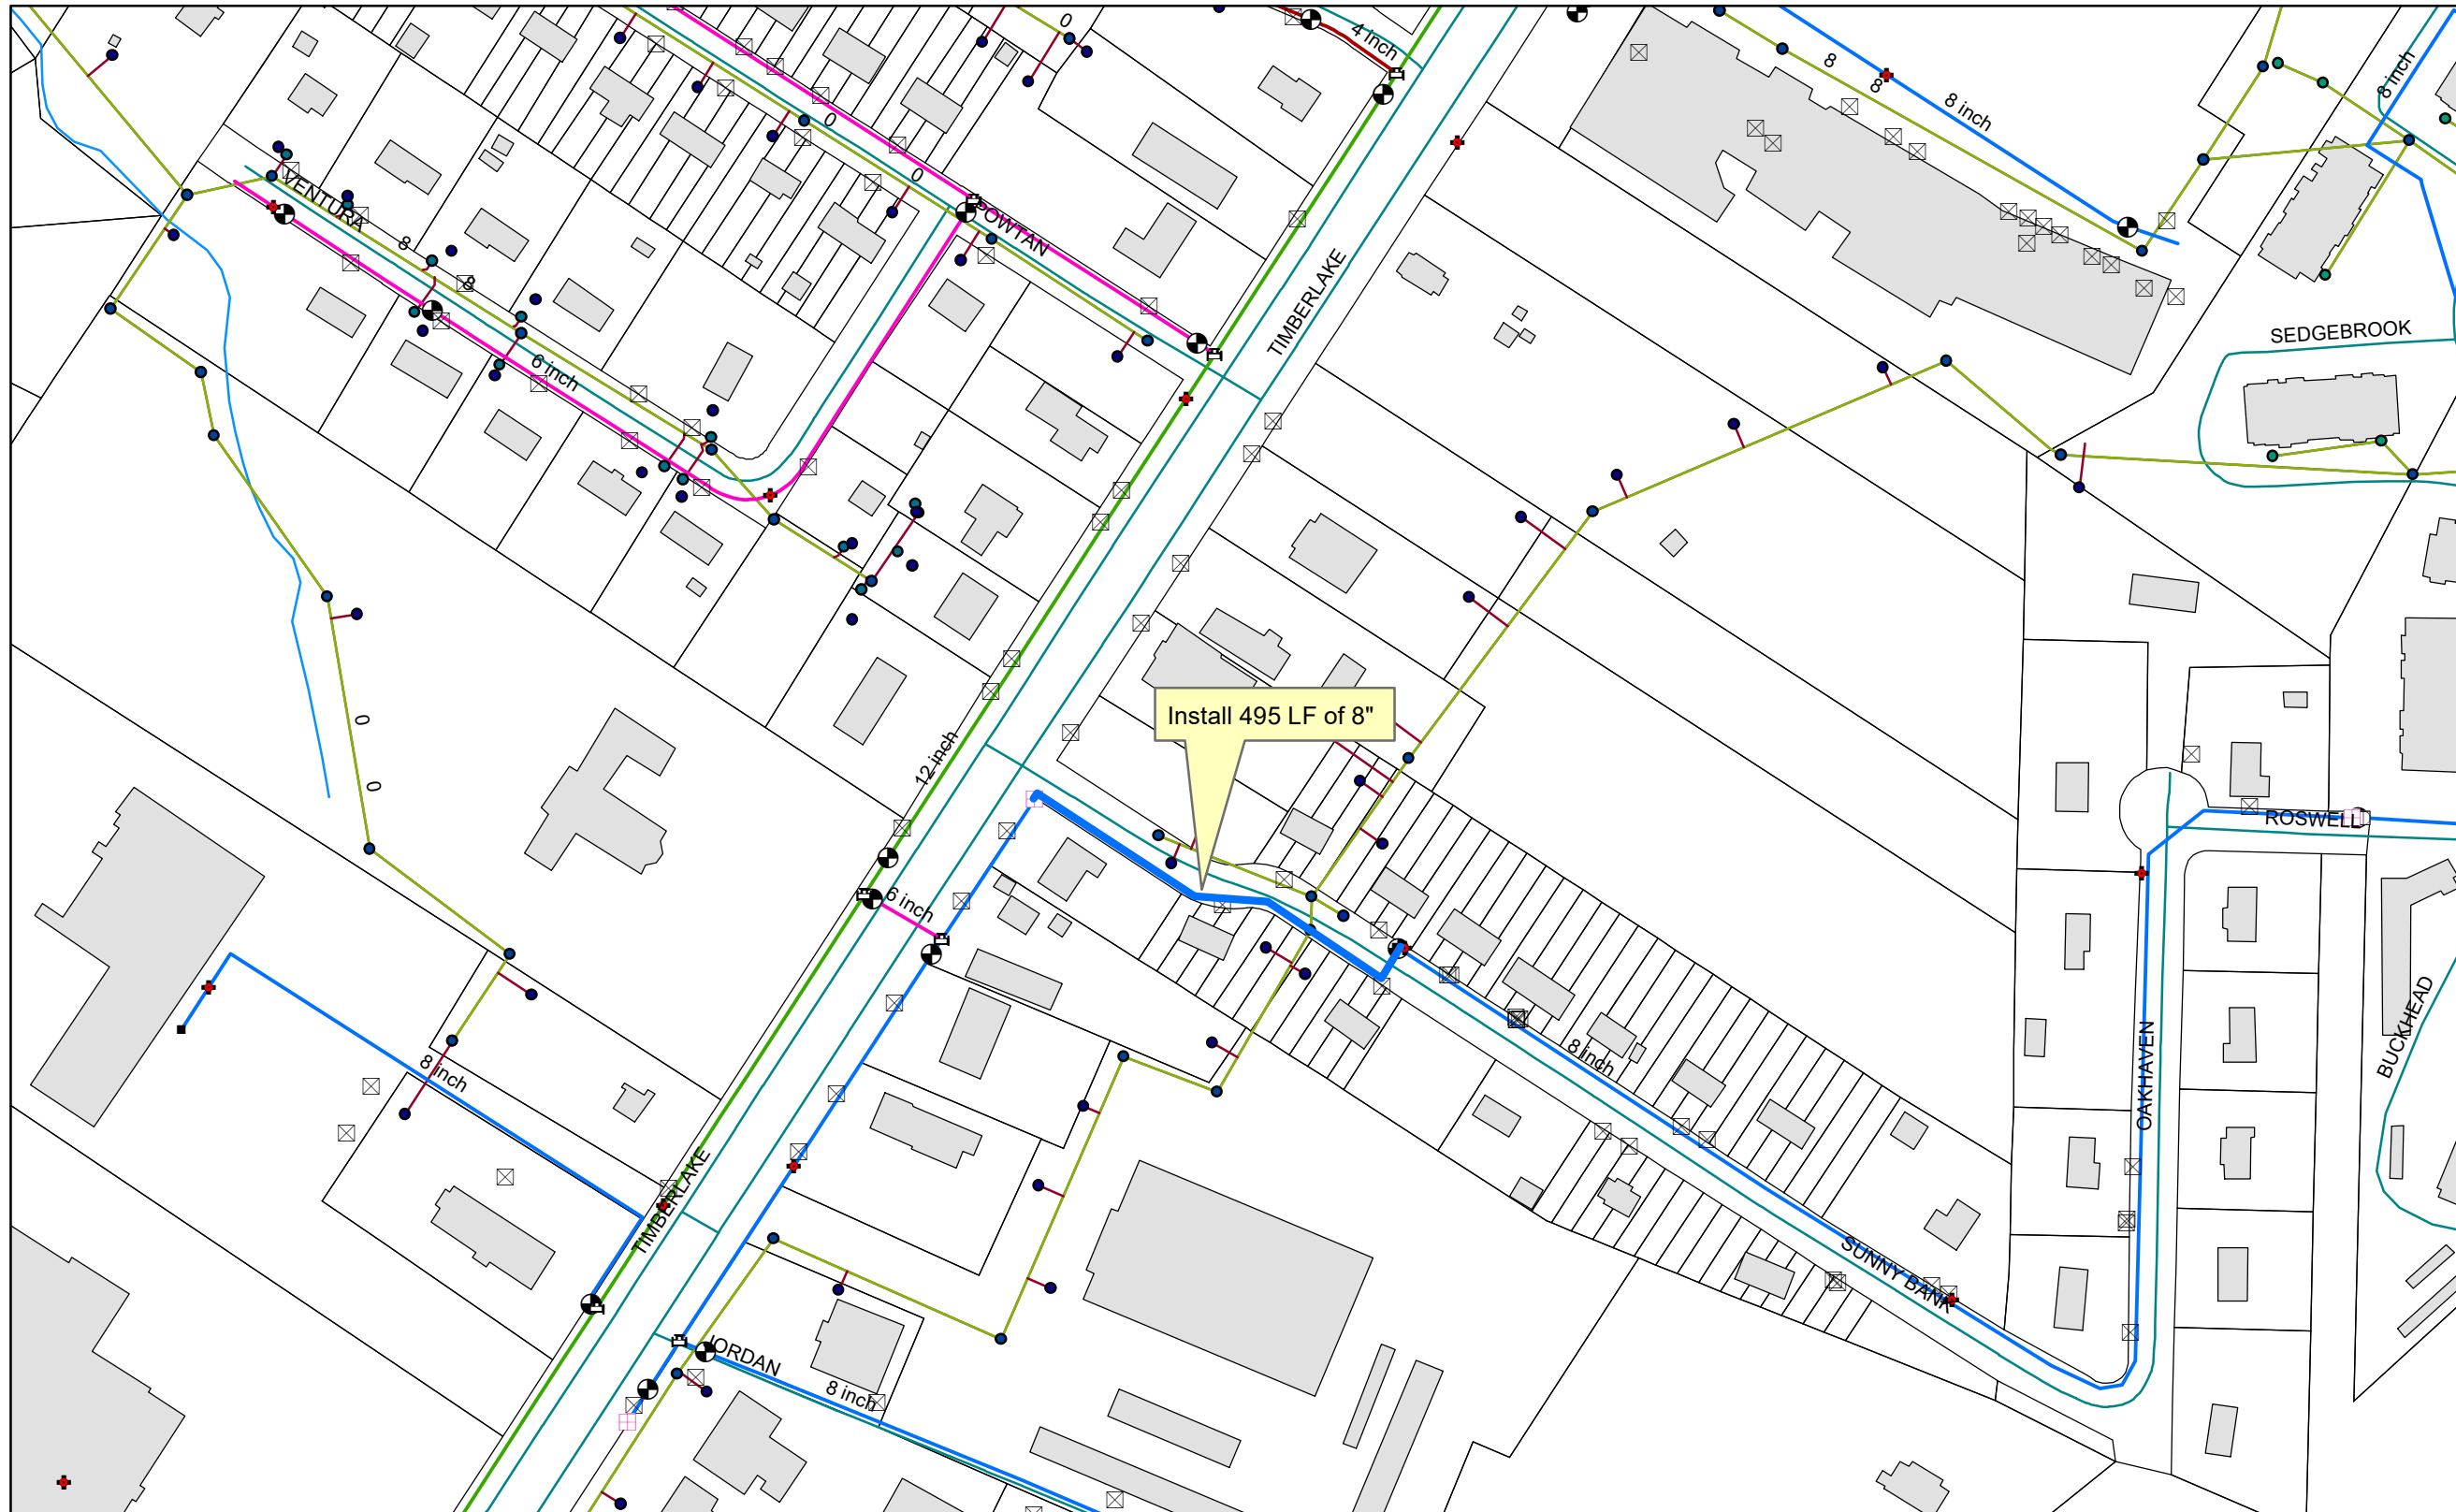 0
4 inch
8
8
8 inch
8 inch
0
0
VENTURA
8
8
6 inch
TIMBERLAKE
SEDGEBROOK
Install 495 LF of 8"
0
0
12 inch
6 inch
ROSWELL
8 inch
8 inch
OAKHAVEN
BUCKHEAD
TIMBERLAKE
SUNNY BANK
JORDAN
8 inch